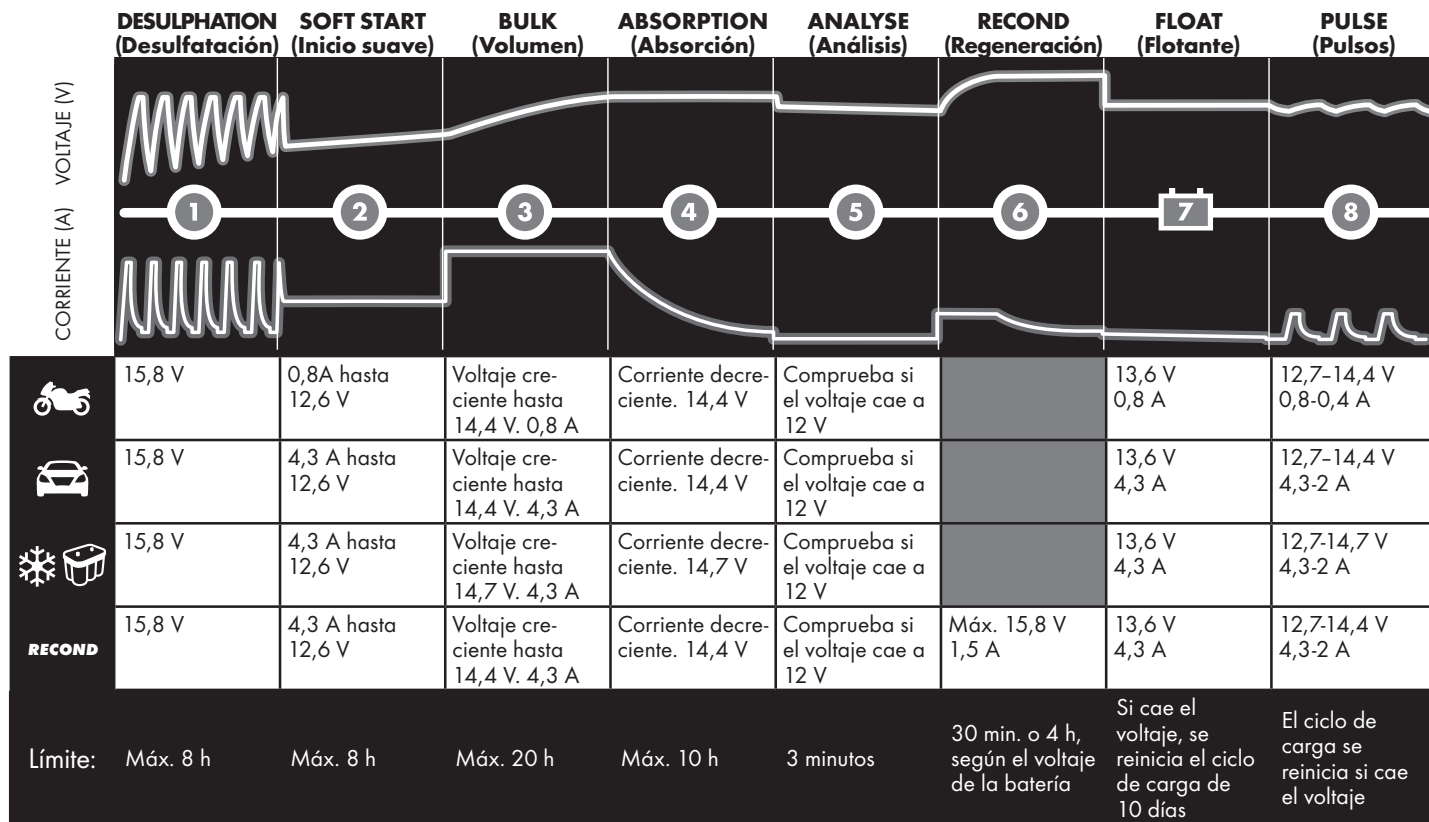 DESULPHATION
(Desulfatación)
SOFT START
(Inicio suave)
BULK
(Volumen)
ABSORPTION
(Absorción)
ANALYSE
(Análisis)
RECOND
(Regeneración)
FLOAT
(Flotante)
PULSE
(Pulsos)
VOLTAJE (V)
CORRIENTE (A)
1
2
3
4
5
6
7
8
15,8 V
0,8A hasta
12,6 V
Voltaje cre-
ciente hasta
14,4 V. 0,8 A
Corriente decre-
ciente. 14,4 V
Comprueba si
el voltaje cae a
12 V
13,6 V
0,8 A
12,7–14,4 V
0,8-0,4 A
15,8 V
4,3 A hasta
12,6 V
Voltaje cre-
ciente hasta
14,4 V. 4,3 A
Corriente decre-
ciente. 14,4 V
Comprueba si
el voltaje cae a
12 V
13,6 V
4,3 A
12,7–14,4 V
4,3-2 A
15,8 V
4,3 A hasta
12,6 V
Voltaje cre-
ciente hasta
14,7 V. 4,3 A
Corriente decre-
ciente. 14,7 V
Comprueba si
el voltaje cae a
12 V
13,6 V
4,3 A
12,7-14,7 V
4,3-2 A
RECOND
15,8 V
4,3 A hasta
12,6 V
Voltaje cre-
ciente hasta
14,4 V. 4,3 A
Corriente decre-
ciente. 14,4 V
Comprueba si
el voltaje cae a
12 V
Máx. 15,8 V
1,5 A
13,6 V
4,3 A
12,7-14,4 V
4,3-2 A
Límite:
Máx. 8 h
Máx. 8 h
Máx. 20 h
Máx. 10 h
3 minutos
30 min. o 4 h,
según el voltaje
de la batería
Si cae el
voltaje, se
reinicia el ciclo
de carga de
10 días
El ciclo de
carga se
reinicia si cae
el voltaje